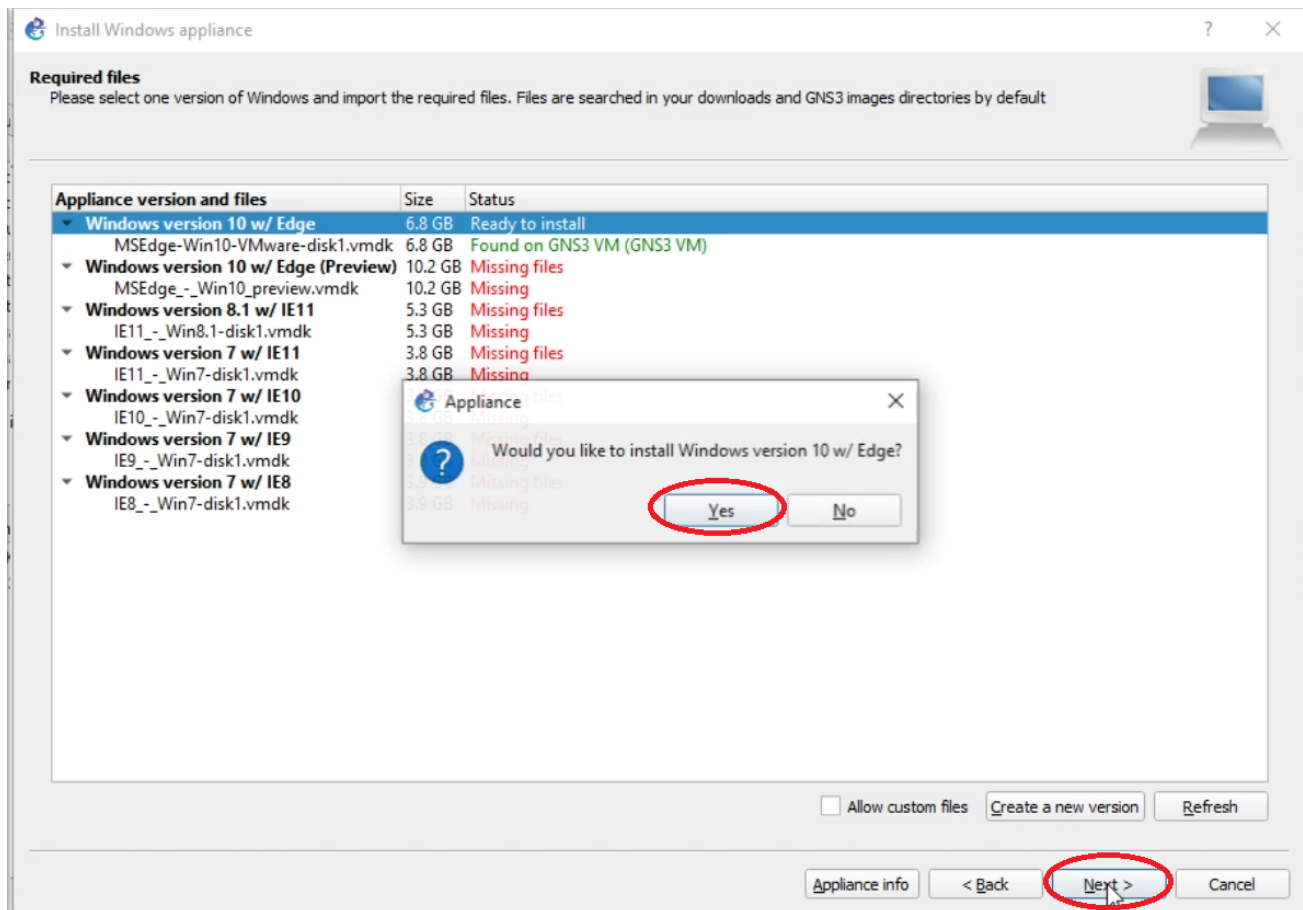 Install Windows appliance
Required files
Please select one version of Windows and import the required files. Files are searched in your downloads and GNS3 images directories by default
Appliance version and files Size Status
Windows version 10 w/ Edge 6.8 GB Ready to install
MSEdge-Win10-VMware-disk1.vmdk 6.8 GB Found on GNS3 VM (GNS3 VM)
Windows version 10 w/ Edge (Preview) 10.2 GB Missing files
MSEdge_-_Win10_preview.vmdk 10.2 GB Missing
Windows version 8.1 w/ IE11 5.3 GB Missing files
IE11_-_Win8.1-disk1.vmdk 5.3 GB Missing
Windows version 7 w/ IE11 3.8 GB Missing files
IE11_-_Win7-disk1.vmdk 3.8 GB Missing
Windows version 7 w/ IE10
IE10_-_Win7-disk1.vmdk
Windows version 7 w/ IE9
IE9_-_Win7-disk1.vmdk
Windows version 7 w/ IE8
IE8_-_Win7-disk1.vmdk 3.9 GB Missing
Appliance
Would you like to install Windows version 10 w/ Edge?
Yes No
Allow custom files Create a new version Refresh
Appliance info < Back Next > Cancel